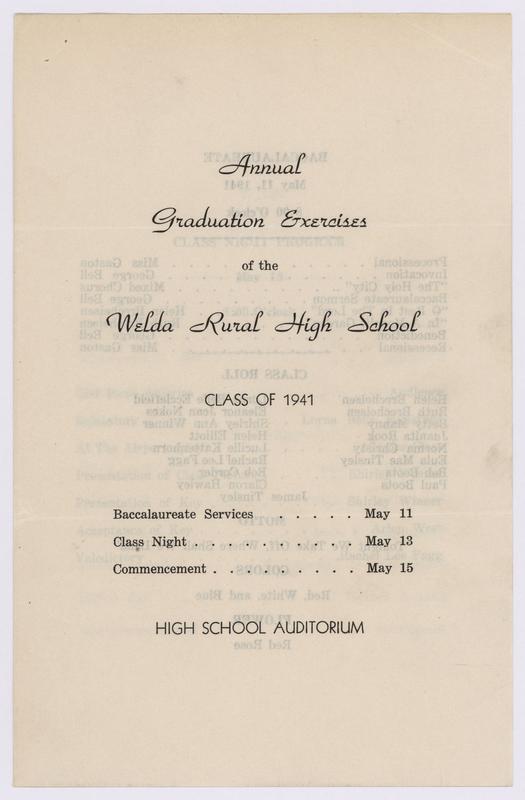 Annual
Graduation Exercises
of the
Welda Rural High School
CLASS OF 1941
Baccalaureate Services . . . . . May 11
Class Night . . . . . . . . . . May 13
Commencement . . . . . . . . . . May 15
HIGH SCHOOL AUDITORIUM